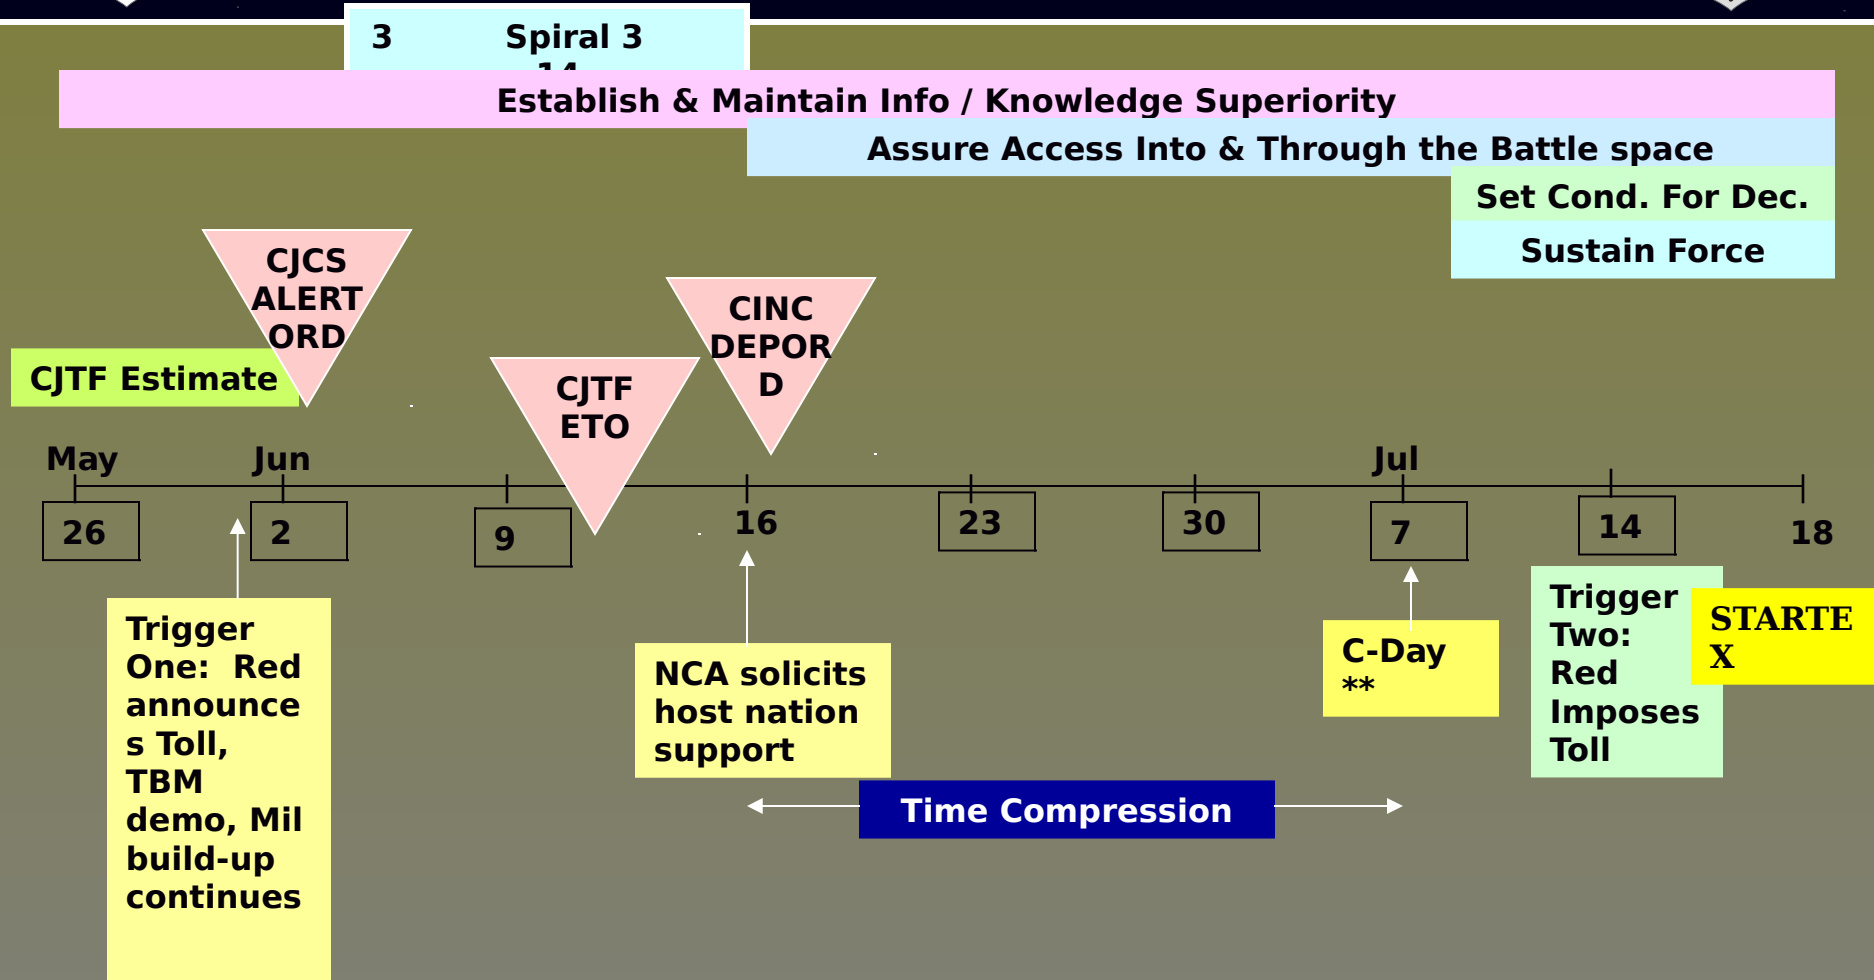 3 Spiral 3
14
Establish & Maintain Info / Knowledge Superiority
Assure Access Into & Through the Battle space
Set Cond. For Dec.
Sustain Force
CJCS
ALERT
ORD
CINC
DEPOR
D
CJTF Estimate
CJTF
ETO
May
Jun
Jul
26
2
9
16
23
30
7
14
18
Trigger
One:  Red
announce
s Toll,
TBM
demo, Mil
build-up
continues
NCA solicits
host nation
support
C-Day
**
Trigger
Two:
Red
Imposes
Toll
STARTE
X
Time Compression